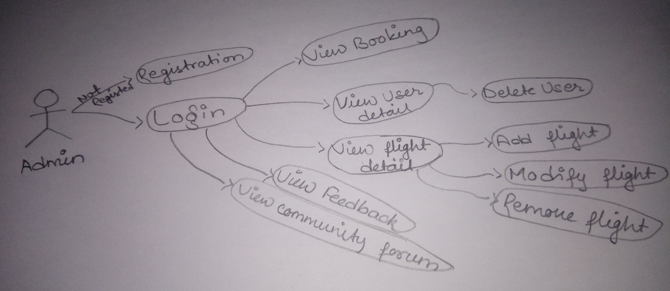 View Booking
Registration
Not
Register
Login
View User
detail
Delete User
Admin
View flight
detail
Add flight
Modify flight
Remove flight
View Feedback
View community forum